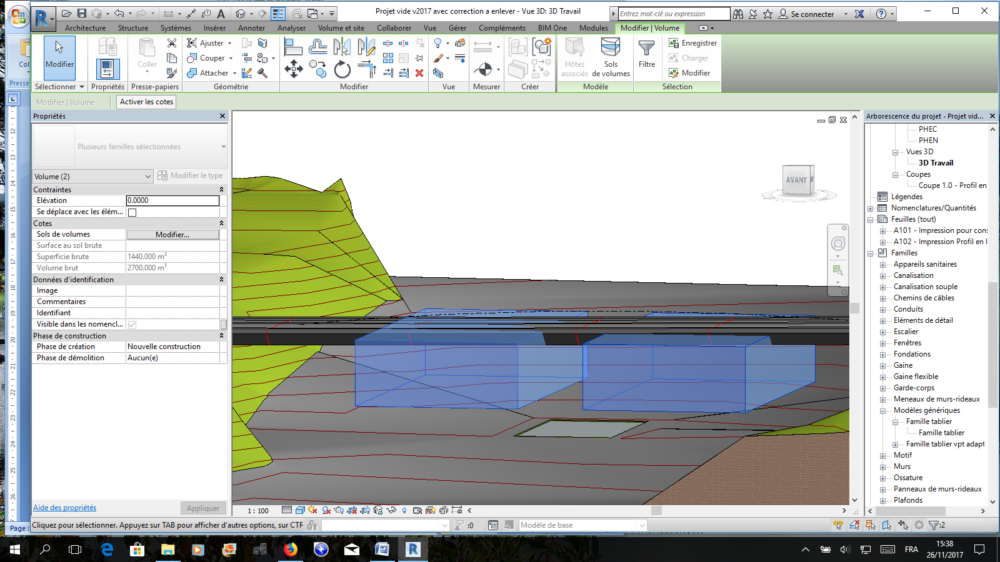 Projet vide v2017 avec correction a enlever - Vue 3D: 3D Travail
Entrez mot-clé ou expression
Se connecter
Architecture Structure Systèmes Insérer Annoter Analyser Volume et site Collaborer Vue Gérer Compléments BIM One Modules Modifier | Volume
Modifier
Coller
Ajuster
Couper
Attacher
Hôtes associés
Sols de volumes
Filtre
Enregistrer
Charger
Modifier
Sélectionner Propriétés Presse-papiers Géométrie Modifier Vue Mesurer Créer Modèle Sélection
Col
Presse
Modifier | Volume
Activer les cotes
Propriétés
Plusieurs familles sélectionnées
Volume (2)
Modifier le type
Contraintes
Elévation 0.0000
Se déplace avec les élém...
Cotes
Sols de volumes Modifier...
Surface au sol brute
Superficie brute 1440.000 m²
Volume brut 2700.000 m³
Données d'identification
Image
Commentaires
Identifiant
Visible dans les nomencl...
Phase de construction
Phase de création Nouvelle construction
Phase de démolition Aucun(e)
Aide des propriétés
Appliquer
AVANT
1 : 100
Arborescence du projet - Projet vid...
PHEC
PHEN
Vues 3D
3D Travail
Coupes
Coupe 1.0 - Profil en
Légendes
Nomenclatures/Quantités
Feuilles (tout)
A101 - Impression pour cons
A102 - Impression Profil en l
Familles
Appareils sanitaires
Canalisation
Canalisation souple
Chemins de câbles
Conduits
Eléments de détail
Escalier
Fenêtres
Fondations
Gaine
Gaine flexible
Garde-corps
Meneaux de murs-rideaux
Modèles génériques
Famille tablier
Famille tablier
Famille tablier vpt adapt
Motif
Murs
Ossature
Panneaux de murs-rideaux
Plafonds
Page :
Cliquez pour sélectionner. Appuyez sur TAB pour afficher d'autres options, sur CTR
:0
Modèle de base
:2
FRA
15:38
26/11/2017